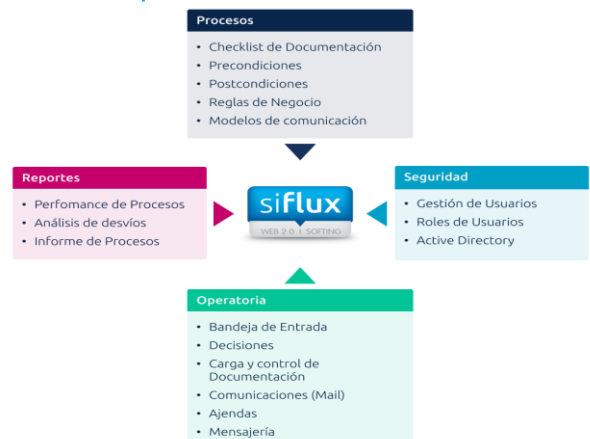 Procesos
• Checklist de Documentación
• Precondiciones
• Postcondiciones
• Reglas de Negocio
• Modelos de comunicación
Reportes
• Perfomance de Procesos
• Análisis de desvíos
• Informe de Procesos
siflux
WEB 2.0 I SOFTING
Seguridad
• Gestión de Usuarios
• Roles de Usuarios
• Active Directory
Operatoria
• Bandeja de Entrada
• Decisiones
• Carga y control de
Documentación
• Comunicaciones (Mail)
• Ajendas
• Mensajería